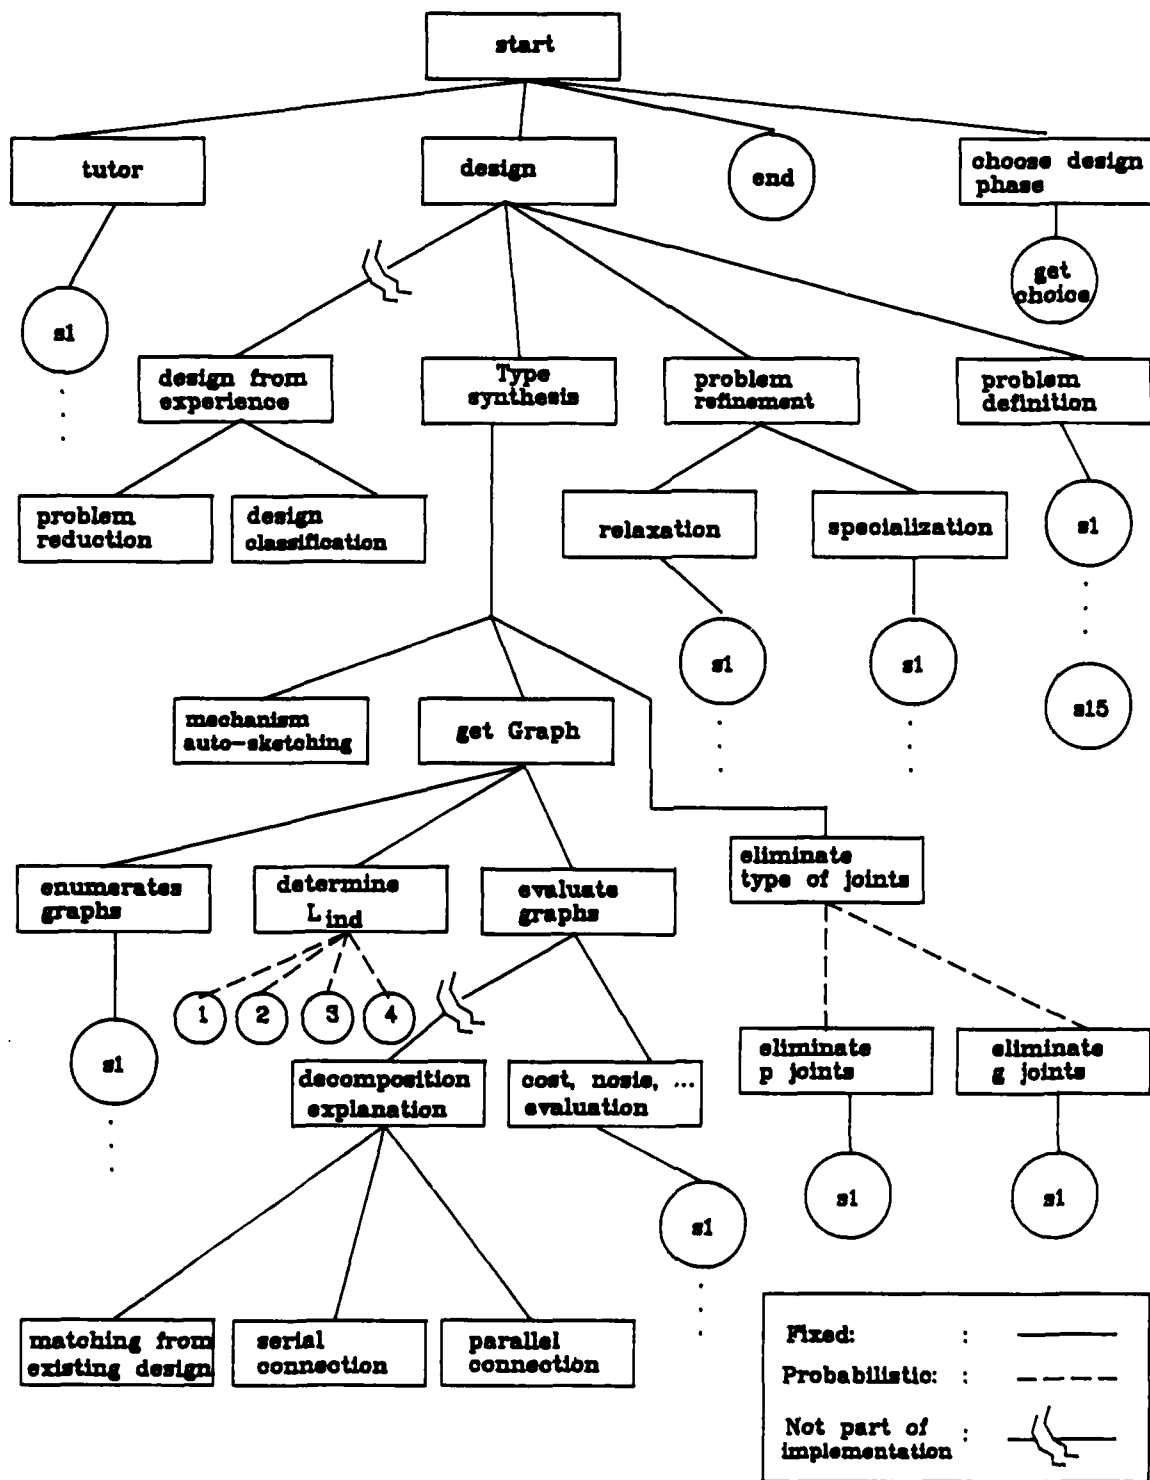 start
tutor
design
end
choose design
phase
get
choice
s1
design from
experience
Type
synthesis
problem
refinement
problem
definition
problem
reduction
design
classification
relaxation
specialization
s1
s1
s1
s15
mechanism
auto-sketching
get Graph
eliminate
type of joints
enumerates
graphs
determine
Lind
evaluate
graphs
1
2
3
4
s1
decomposition
explanation
cost, nosie, ...
evaluation
eliminate
p joints
eliminate
g joints
s1
s1
s1
matching from
existing design
serial
connection
parallel
connection
Fixed: :
Probabilistic: :
Not part of :
implementation